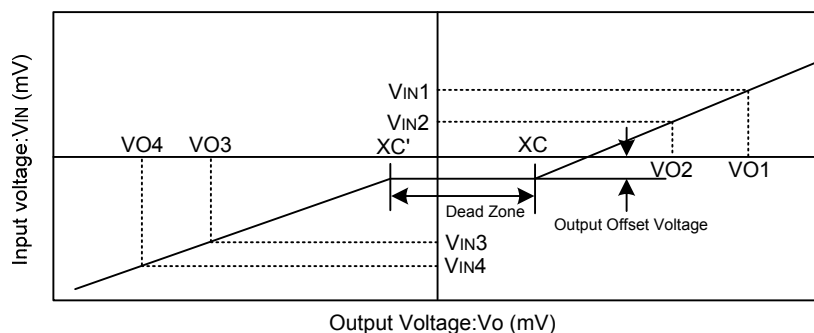 Input voltage:VIN (mV)
VIN1
VIN2
VO4
VO3
XC'
XC
VO2
VO1
Dead Zone
Output Offset Voltage
VIN3
VIN4
Output Voltage:Vo (mV)